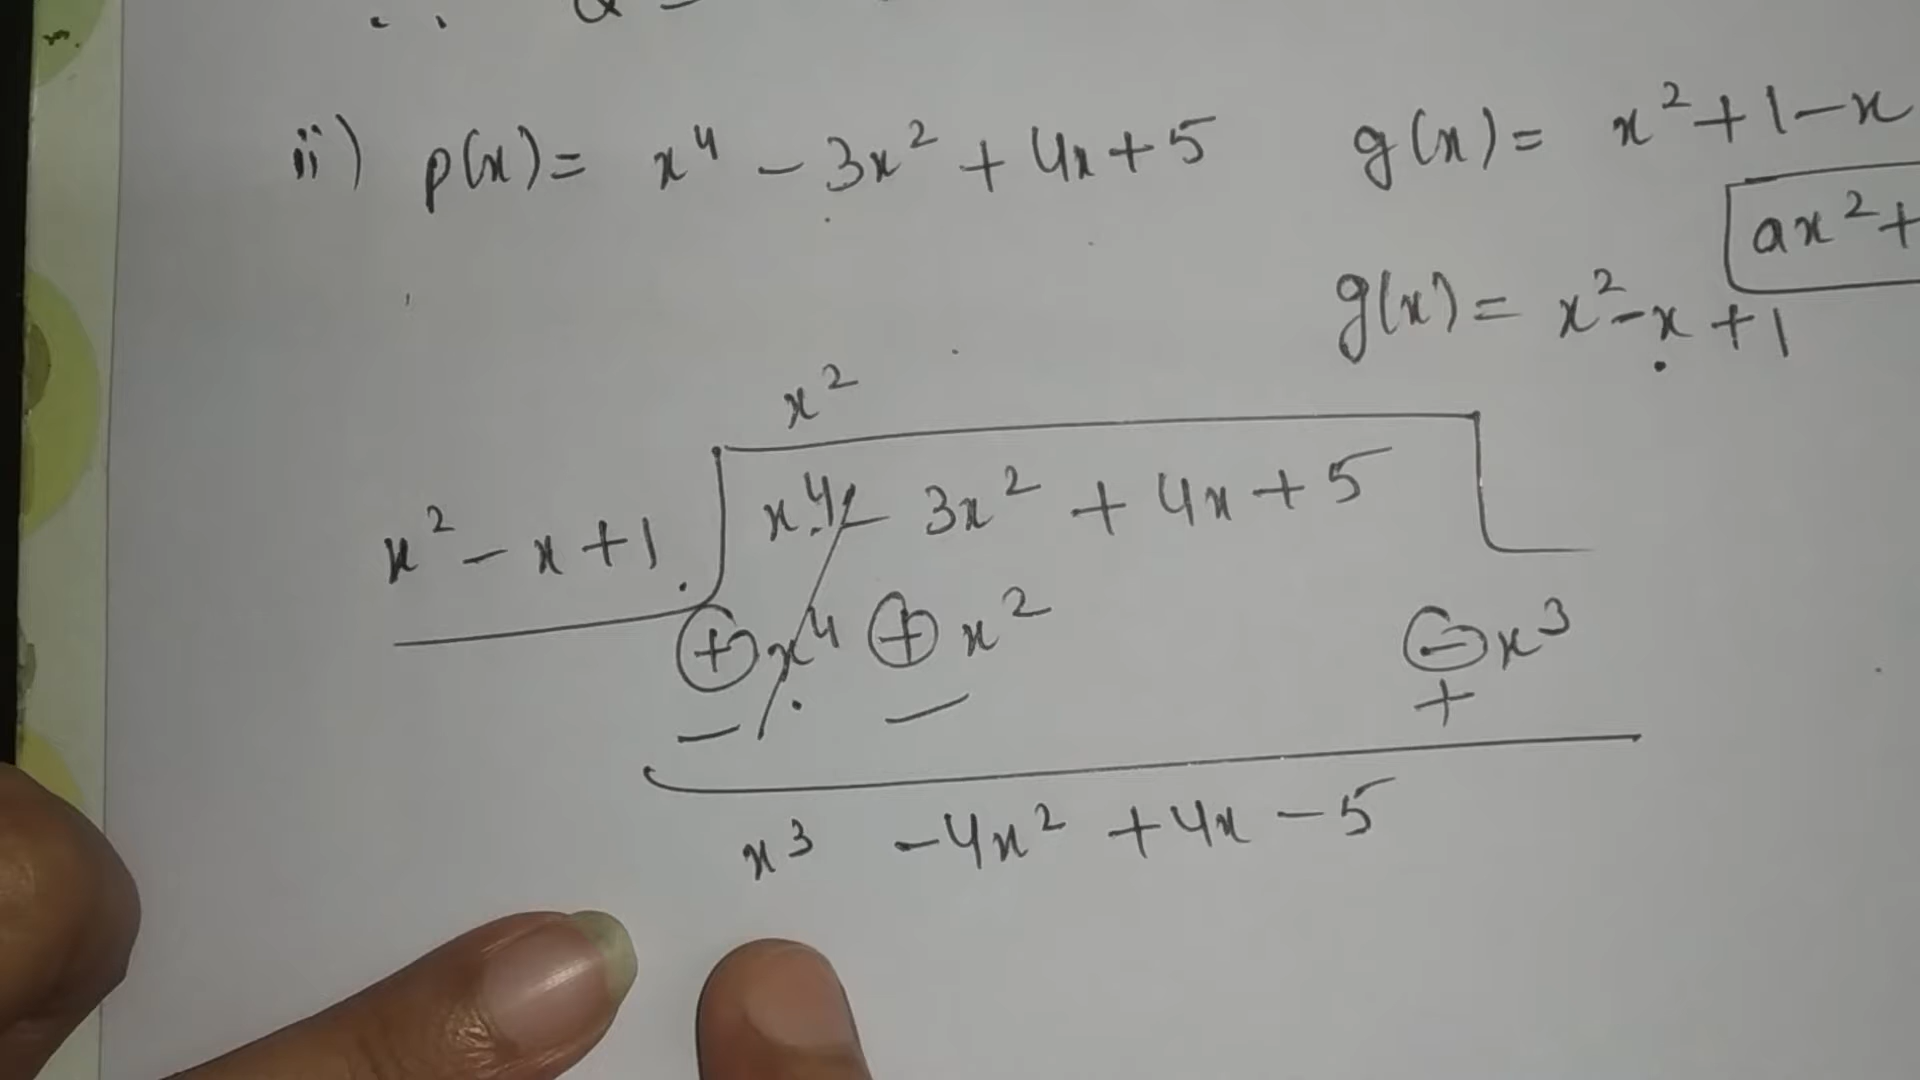 ii) p(x) = x⁴ - 3x² + 4x + 5 g(x) = x² + 1 - x
ax² +
g(x) = x² - x + 1
x²
x² - x + 1 x⁴ - 3x² + 4x + 5
⊕x⁴ ⊕x² ⊖x³
- - +
x³ - 4x² + 4x - 5